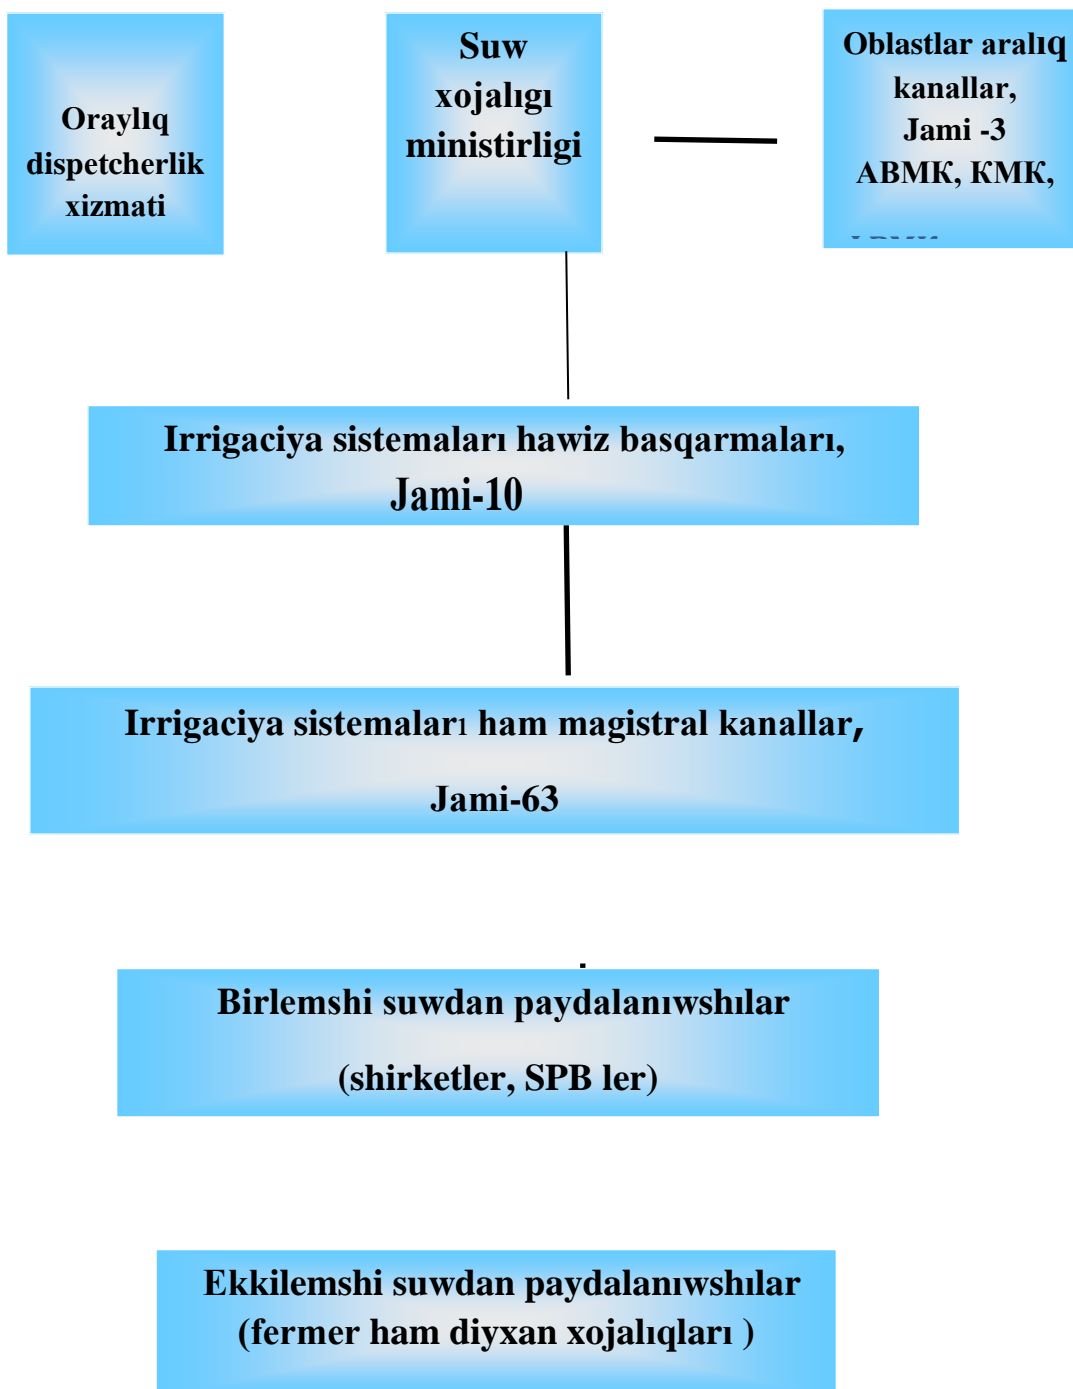 Oraylıq
dispetcherlik
xizmati
Suw
xojalıgı
ministirligi
Oblastlar aralıq
kanallar,
Jami -3
АВМК, КМК,
Irrigaciya sistemaları hawiz basqarmaları,
Jami-10
Irrigaciya sistemaları ham magistral kanallar,
Jami-63
Birlemshi suwdan paydalanıwshılar
(shirketler, SPB ler)
Ekkilemshi suwdan paydalanıwshılar
(fermer ham diyxan xojalıqları )